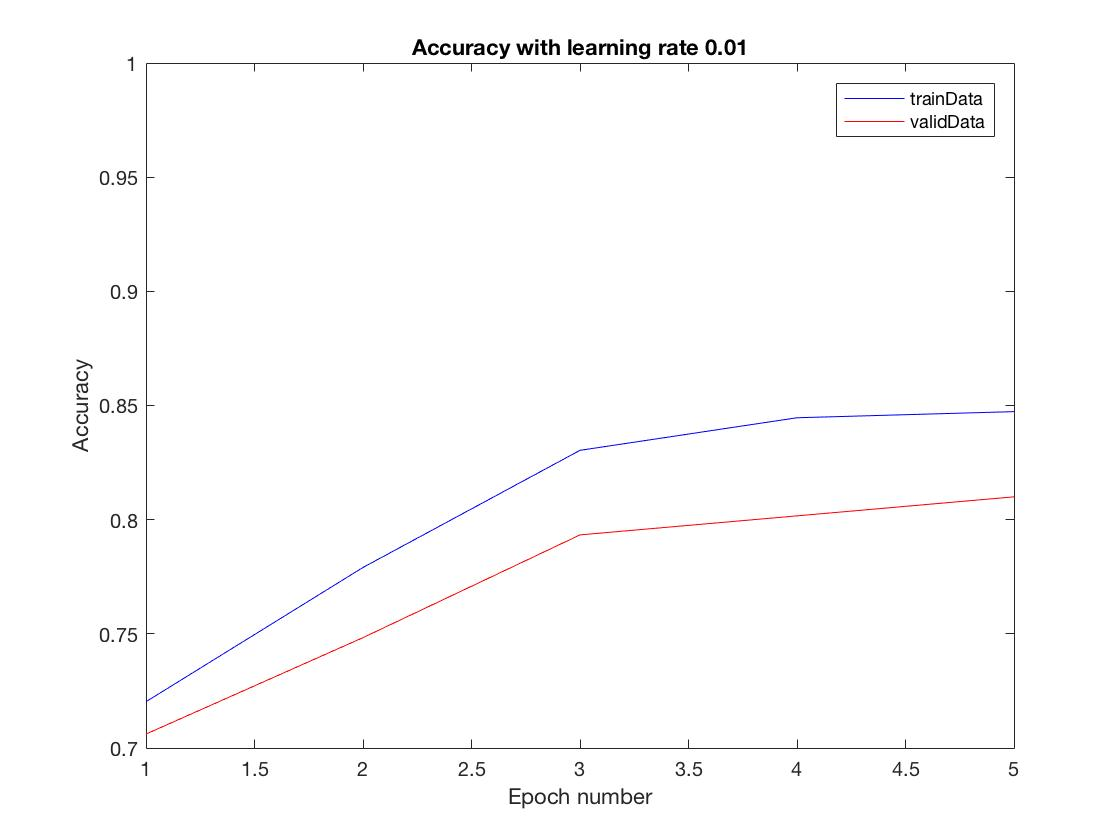 Accuracy with learning rate 0.01
1
trainData
validData
0.95
0.9
0.85
Accuracy
0.8
0.75
0.7
1 1.5 2 2.5 3 3.5 4 4.5 5
Epoch number